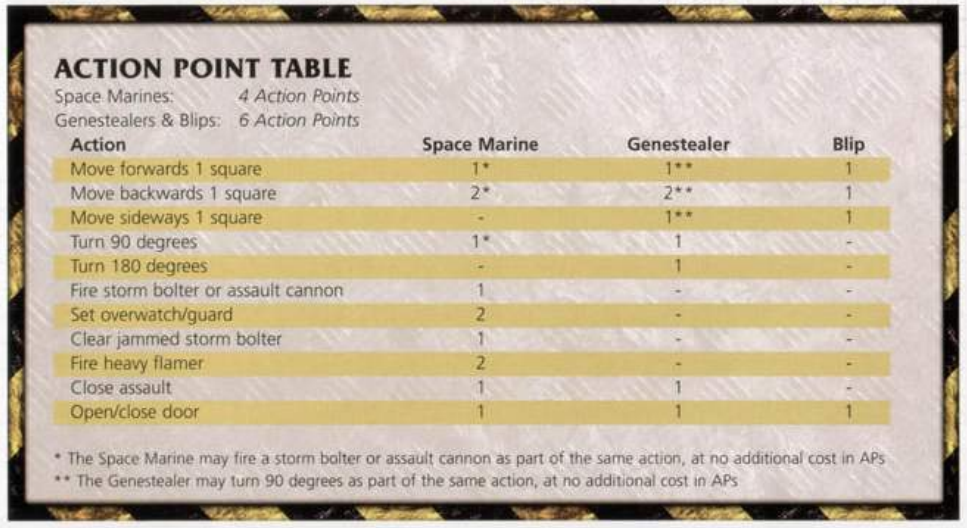 ACTION POINT TABLE
Space Marines: 4 Action Points
Genestealers & Blips: 6 Action Points
Action Space Marine Genestealer Blip
Move forwards 1 square 1* 1** 1
Move backwards 1 square 2* 2** 1
Move sideways 1 square - 1** 1
Turn 90 degrees 1* 1 -
Turn 180 degrees - 1 -
Fire storm bolter or assault cannon 1 - -
Set overwatch/guard 2 - -
Clear jammed storm bolter 1 - -
Fire heavy flamer 2 - -
Close assault 1 1 -
Open/close door 1 1 1
* The Space Marine may fire a storm bolter or assault cannon as part of the same action, at no additional cost in APs
** The Genestealer may turn 90 degrees as part of the same action, at no additional cost in APs